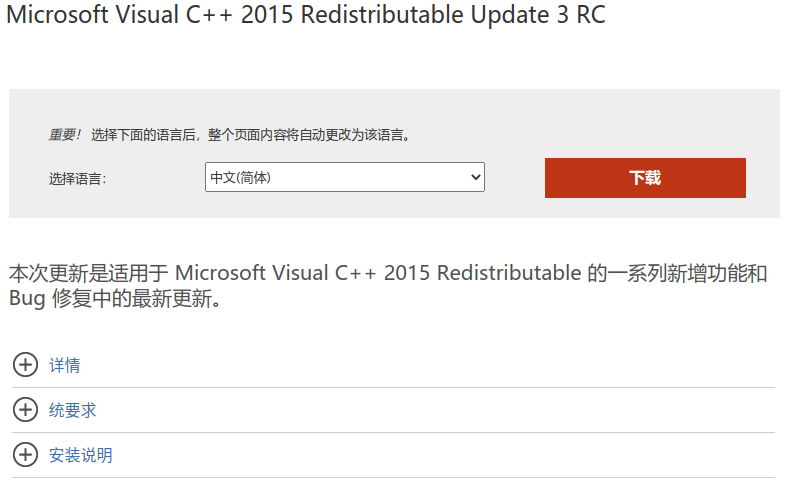 Microsoft Visual C++ 2015 Redistributable Update 3 RC
重要！选择下面的语言后，整个页面内容将自动更改为该语言。
选择语言： 中文(简体) 下载
本次更新是适用于 Microsoft Visual C++ 2015 Redistributable 的一系列新增功能和
Bug 修复中的最新更新。
详情
统要求
安装说明